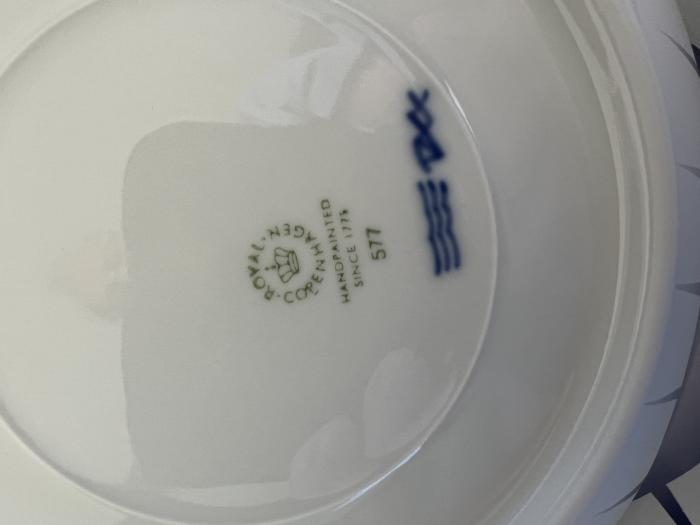 ROYAL · COPENHAGEN ·
HANDPAINTED
SINCE 1775
577